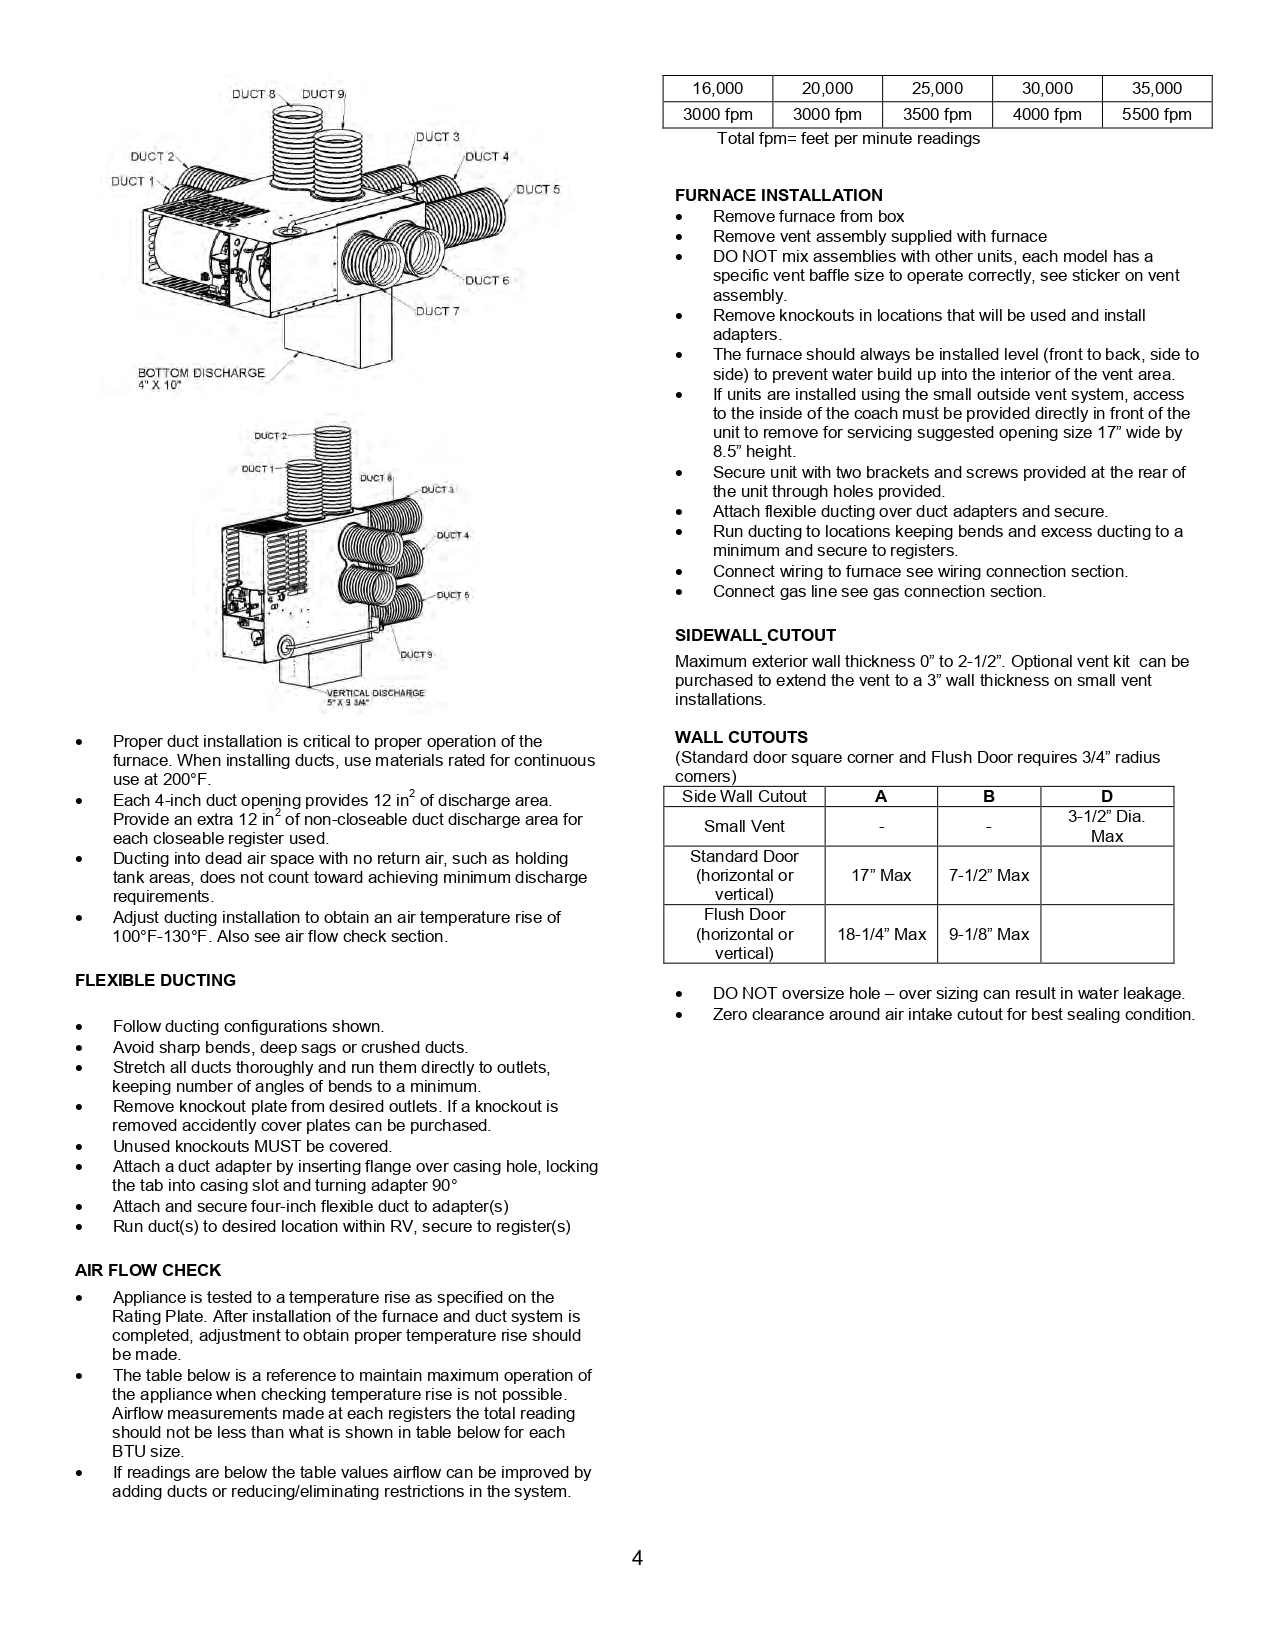 DUCT 8 DUCT 9
DUCT 3
DUCT 2 DUCT 4
DUCT 1 DUCT 5
DUCT 6
DUCT 7
BOTTOM DISCHARGE
4" X 10"
DUCT 2
DUCT 1
DUCT 8
DUCT 3
DUCT 4
DUCT 9
VERTICAL DISCHARGE
5" X 9 3/4"
• Proper duct installation is critical to proper operation of the
furnace. When installing ducts, use materials rated for continuous
use at 200°F.
• Each 4-inch duct opening provides 12 in2 of discharge area.
Provide an extra 12 in2 of non-closeable duct discharge area for
each closeable register used.
• Ducting into dead air space with no return air, such as holding
tank areas, does not count toward achieving minimum discharge
requirements.
• Adjust ducting installation to obtain an air temperature rise of
100°F-130°F. Also see air flow check section.
FLEXIBLE DUCTING
• Follow ducting configurations shown.
• Avoid sharp bends, deep sags or crushed ducts.
• Stretch all ducts thoroughly and run them directly to outlets,
keeping number of angles of bends to a minimum.
• Remove knockout plate from desired outlets. If a knockout is
removed accidently cover plates can be purchased.
• Unused knockouts MUST be covered.
• Attach a duct adapter by inserting flange over casing hole, locking
the tab into casing slot and turning adapter 90°
• Attach and secure four-inch flexible duct to adapter(s)
• Run duct(s) to desired location within RV, secure to register(s)
AIR FLOW CHECK
• Appliance is tested to a temperature rise as specified on the
Rating Plate. After installation of the furnace and duct system is
completed, adjustment to obtain proper temperature rise should
be made.
• The table below is a reference to maintain maximum operation of
the appliance when checking temperature rise is not possible.
Airflow measurements made at each registers the total reading
should not be less than what is shown in table below for each
BTU size.
• If readings are below the table values airflow can be improved by
adding ducts or reducing/eliminating restrictions in the system.
16,000 20,000 25,000 30,000 35,000
3000 fpm 3000 fpm 3500 fpm 4000 fpm 5500 fpm
Total fpm= feet per minute readings
FURNACE INSTALLATION
• Remove furnace from box
• Remove vent assembly supplied with furnace
• DO NOT mix assemblies with other units, each model has a
specific vent baffle size to operate correctly, see sticker on vent
assembly.
• Remove knockouts in locations that will be used and install
adapters.
• The furnace should always be installed level (front to back, side to
side) to prevent water build up into the interior of the vent area.
• If units are installed using the small outside vent system, access
to the inside of the coach must be provided directly in front of the
unit to remove for servicing suggested opening size 17” wide by
8.5” height.
• Secure unit with two brackets and screws provided at the rear of
the unit through holes provided.
• Attach flexible ducting over duct adapters and secure.
• Run ducting to locations keeping bends and excess ducting to a
minimum and secure to registers.
• Connect wiring to furnace see wiring connection section.
• Connect gas line see gas connection section.
SIDEWALL CUTOUT
Maximum exterior wall thickness 0” to 2-1/2”. Optional vent kit can be
purchased to extend the vent to a 3” wall thickness on small vent
installations.
WALL CUTOUTS
(Standard door square corner and Flush Door requires 3/4” radius
corners)
Side Wall Cutout A B D
Small Vent - - 3-1/2” Dia.
Max
Standard Door
(horizontal or 17” Max 7-1/2” Max
vertical)
Flush Door
(horizontal or 18-1/4” Max 9-1/8” Max
vertical)
• DO NOT oversize hole – over sizing can result in water leakage.
• Zero clearance around air intake cutout for best sealing condition.
4